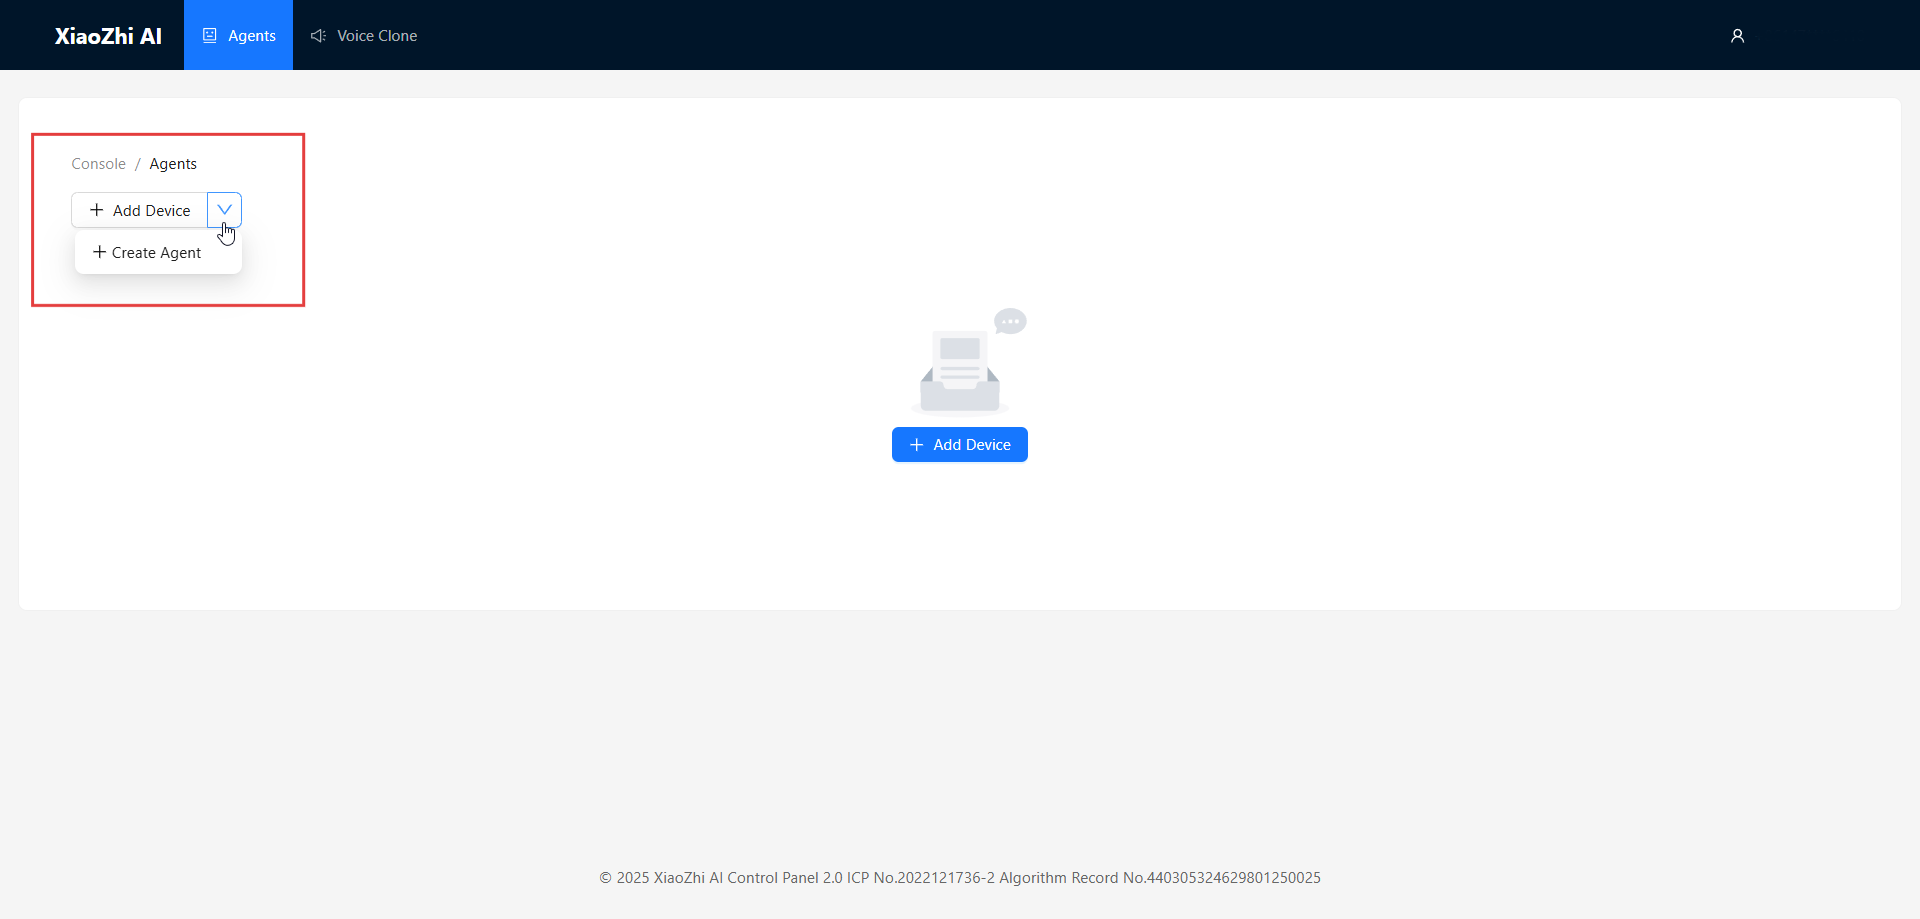 XiaoZhi AI Agents Voice Clone
Console / Agents
Add Device
Create Agent
Add Device
© 2025 XiaoZhi AI Control Panel 2.0 ICP No.2022121736-2 Algorithm Record No.440305324629801250025